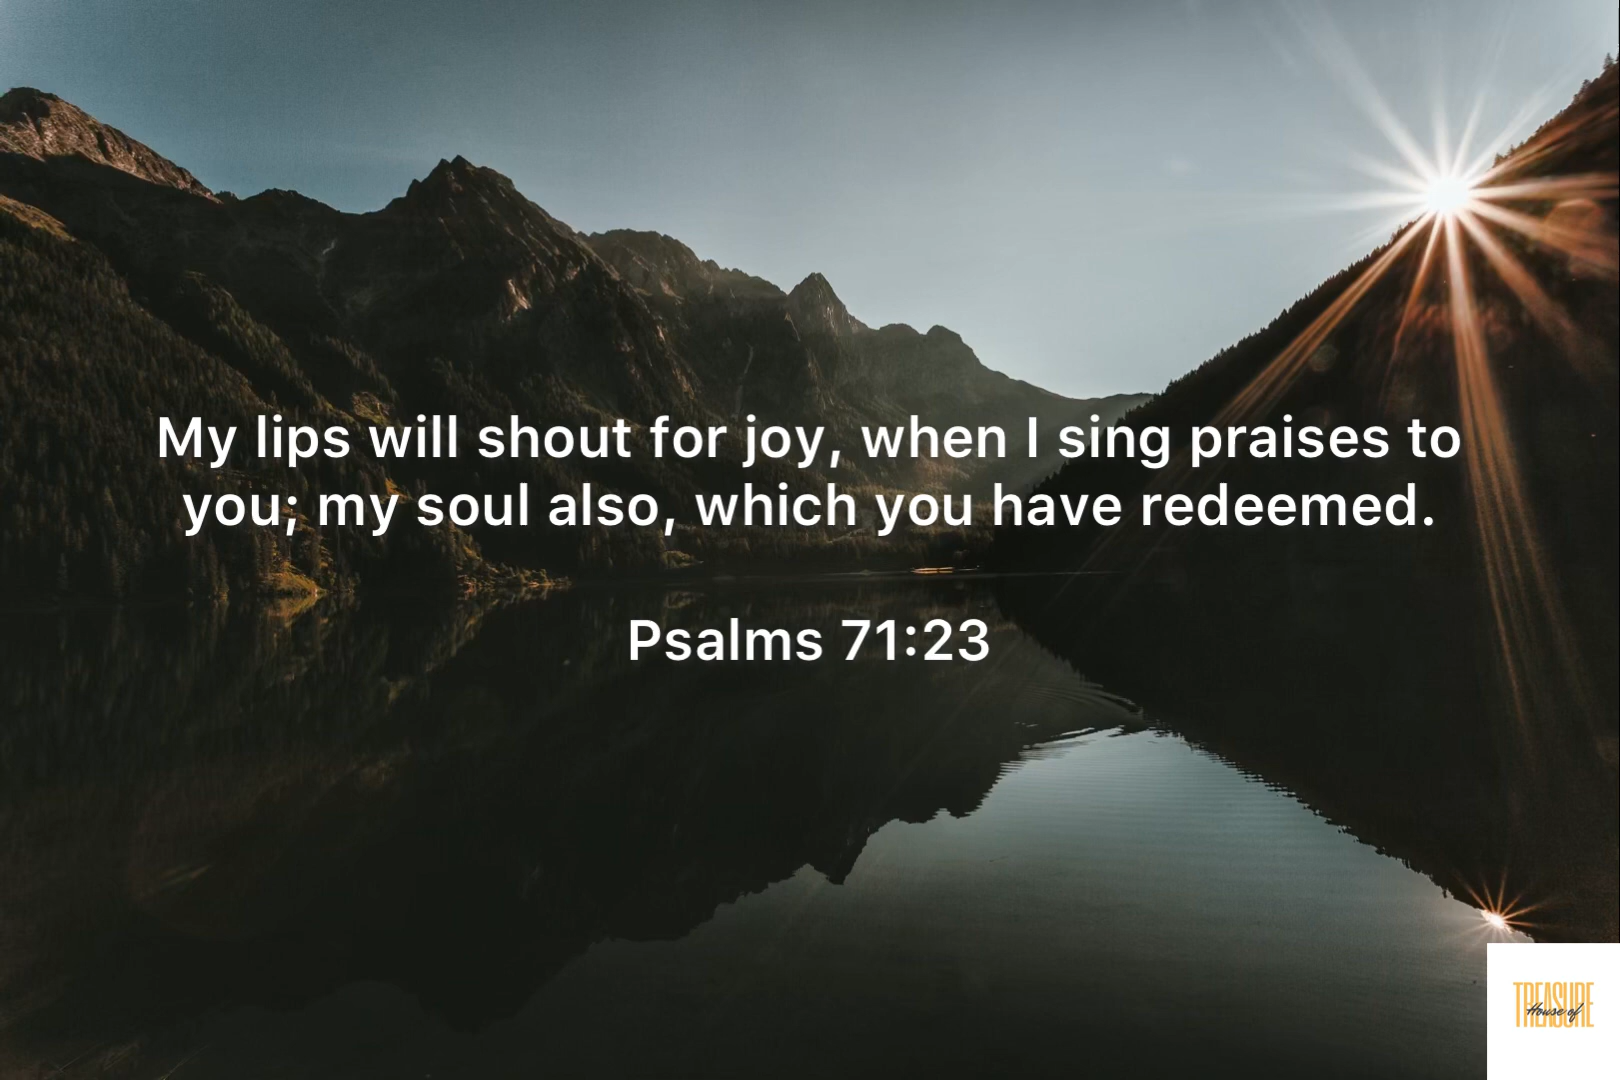 My lips will shout for joy, when I sing praises to
you; my soul also, which you have redeemed.
Psalms 71:23
TREASURE
House of